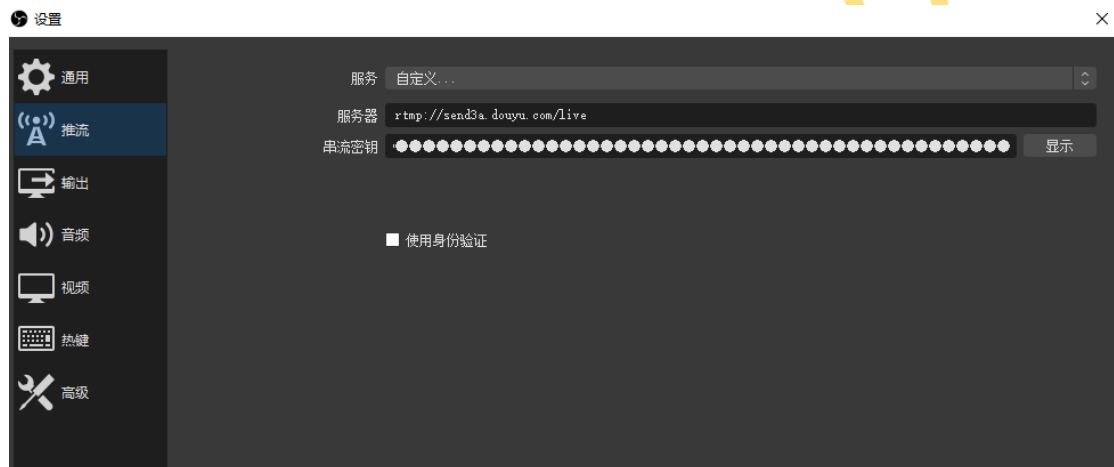 设置
通用
推流
输出
音频
视频
热键
高级
服务 自定义...
服务器 rtmp://send3a.douyu.com/live
串流密钥 显示
使用身份验证